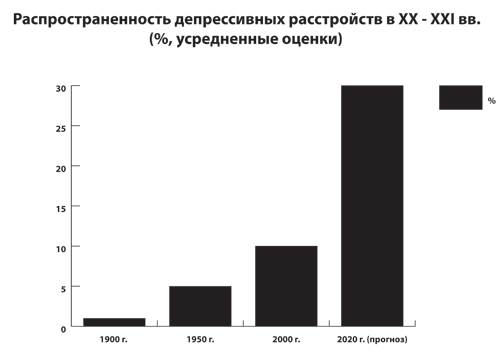 Распространенность депрессивных расстройств в XX - XXI вв.
(%, усредненные оценки)
30
25
20
15
10
5
0
%
1900 г.
1950 г.
2000 г.
2020 г. (прогноз)